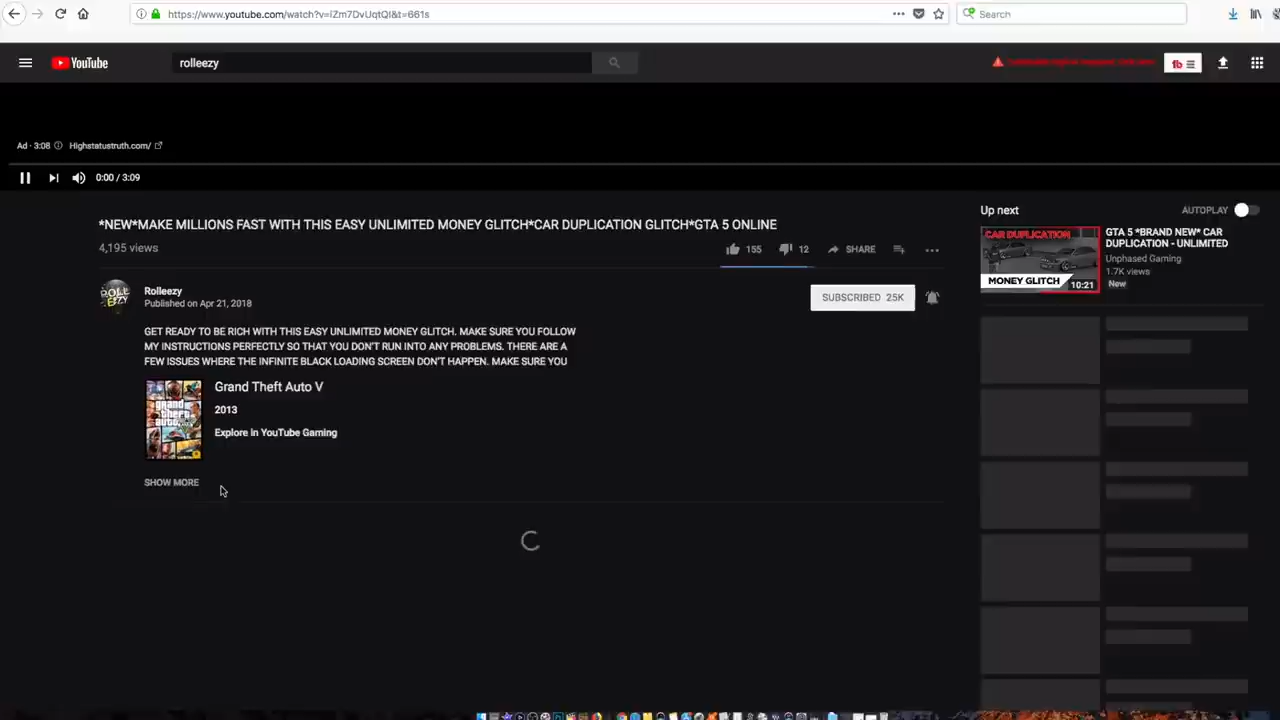 https://www.youtube.com/watch?v=iZm7DvUqtQI&t=661s
Search
YouTube
rolleezy
fb
Ad · 3:08
Highstatustruth.com/
0:00 / 3:09
*NEW*MAKE MILLIONS FAST WITH THIS EASY UNLIMITED MONEY GLITCH*CAR DUPLICATION GLITCH*GTA 5 ONLINE
4,195 views
155
12
SHARE
Rolleezy
Published on Apr 21, 2018
SUBSCRIBED 25K
GET READY TO BE RICH WITH THIS EASY UNLIMITED MONEY GLITCH. MAKE SURE YOU FOLLOW
MY INSTRUCTIONS PERFECTLY SO THAT YOU DON'T RUN INTO ANY PROBLEMS. THERE ARE A
FEW ISSUES WHERE THE INFINITE BLACK LOADING SCREEN DON'T HAPPEN. MAKE SURE YOU
grand
theft
auto
Grand Theft Auto V
2013
Explore in YouTube Gaming
SHOW MORE
Up next
AUTOPLAY
CAR DUPLICATION
MONEY GLITCH
10:21
GTA 5 *BRAND NEW* CAR
DUPLICATION - UNLIMITED
Unphased Gaming
1.7K views
New